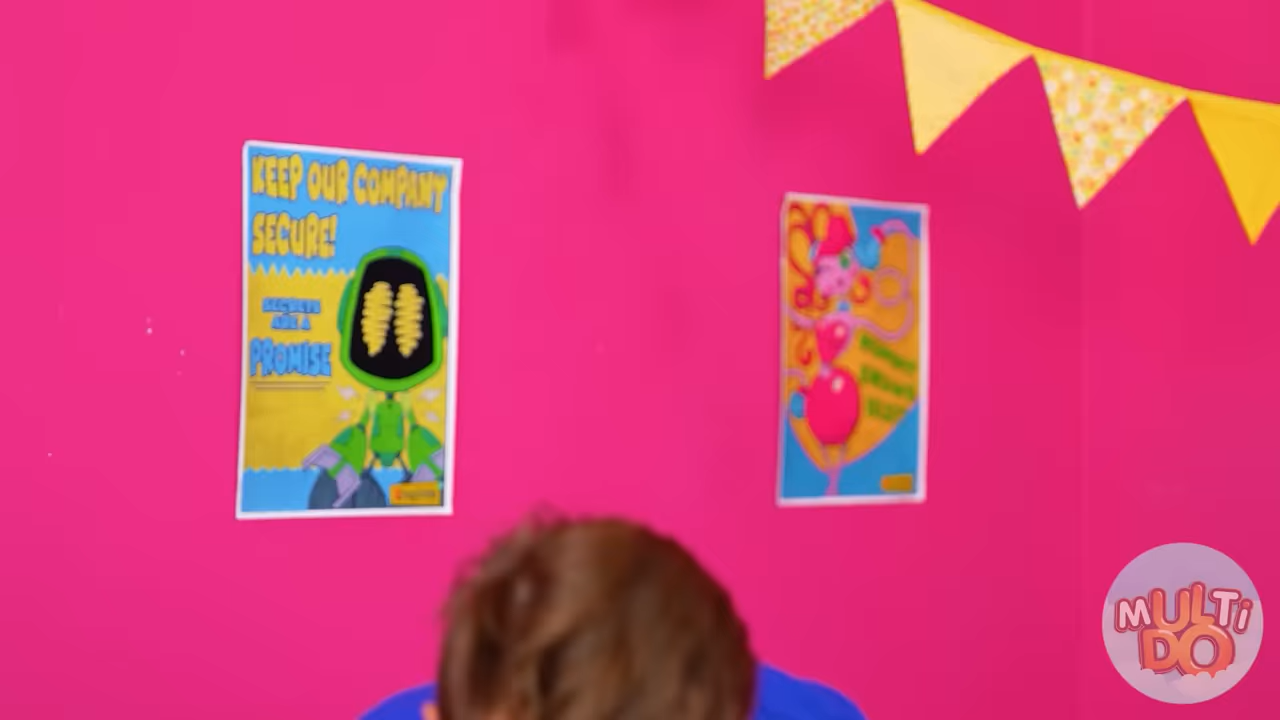 KEEP OUR COMPANY
SECURE!
SECRETS
ARE A
PROMISE
MULTI
DO